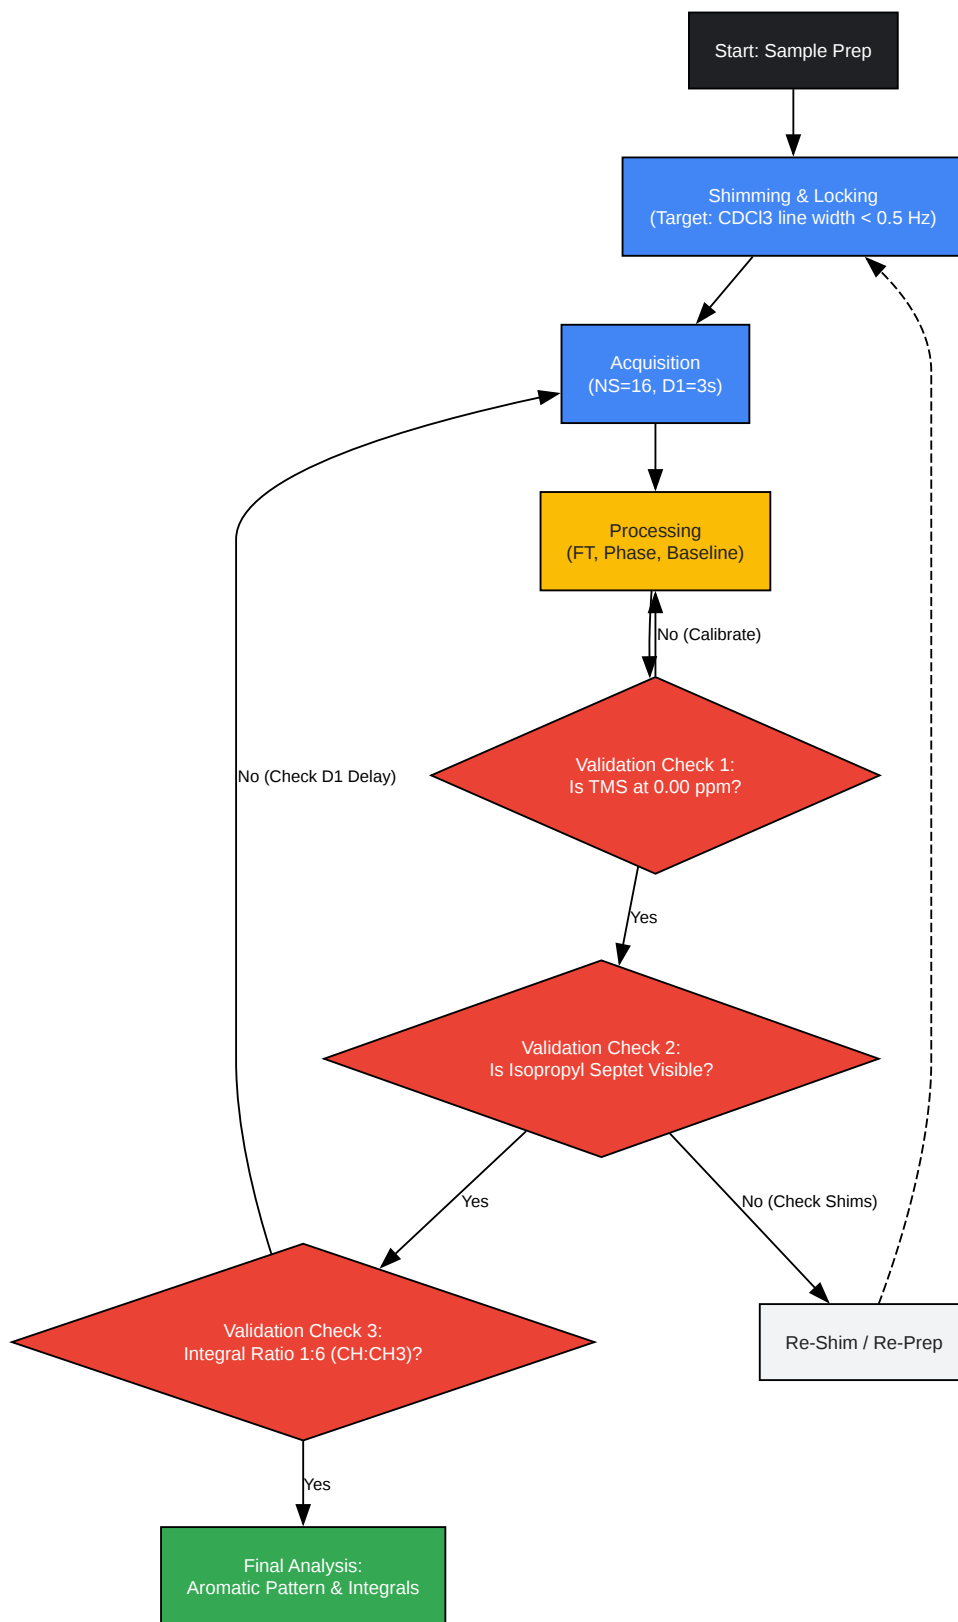 Start: Sample Prep
Shimming & Locking
(Target: CDCl3 line width < 0.5 Hz)
Acquisition
(NS=16, D1=3s)
Processing
(FT, Phase, Baseline)
No (Calibrate)
Validation Check 1:
Is TMS at 0.00 ppm?
No (Check D1 Delay)
Yes
Validation Check 2:
Is Isopropyl Septet Visible?
Yes
No (Check Shims)
Validation Check 3:
Integral Ratio 1:6 (CH:CH3)?
Re-Shim / Re-Prep
Yes
Final Analysis:
Aromatic Pattern & Integrals